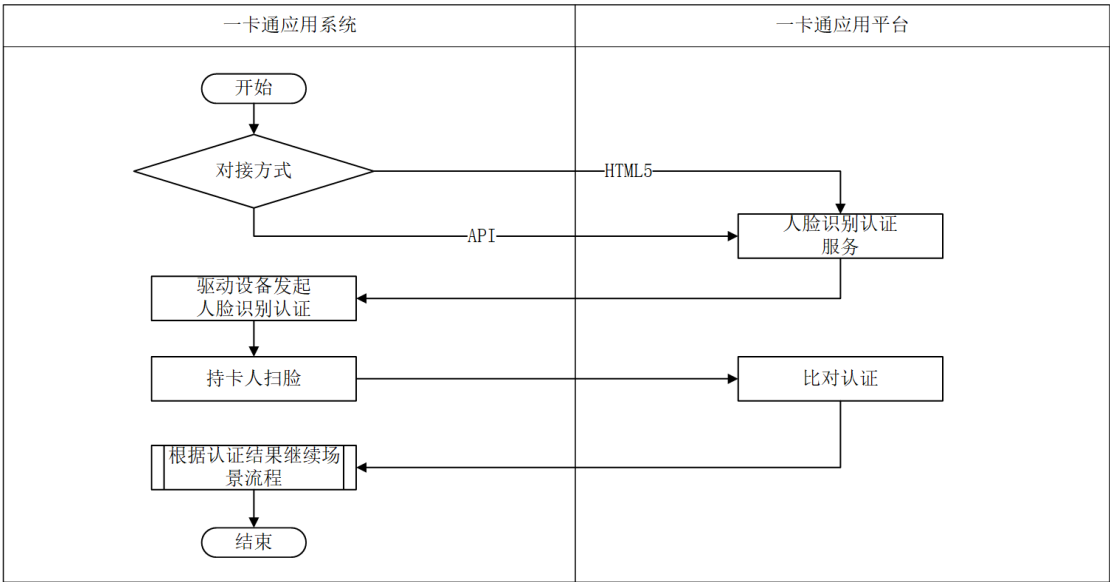 一卡通应用系统
一卡通应用平台
开始
对接方式
HTML5
人脸识别认证
服务
API
驱动设备发起
人脸识别认证
持卡人扫脸
比对认证
根据认证结果继续场
景流程
结束